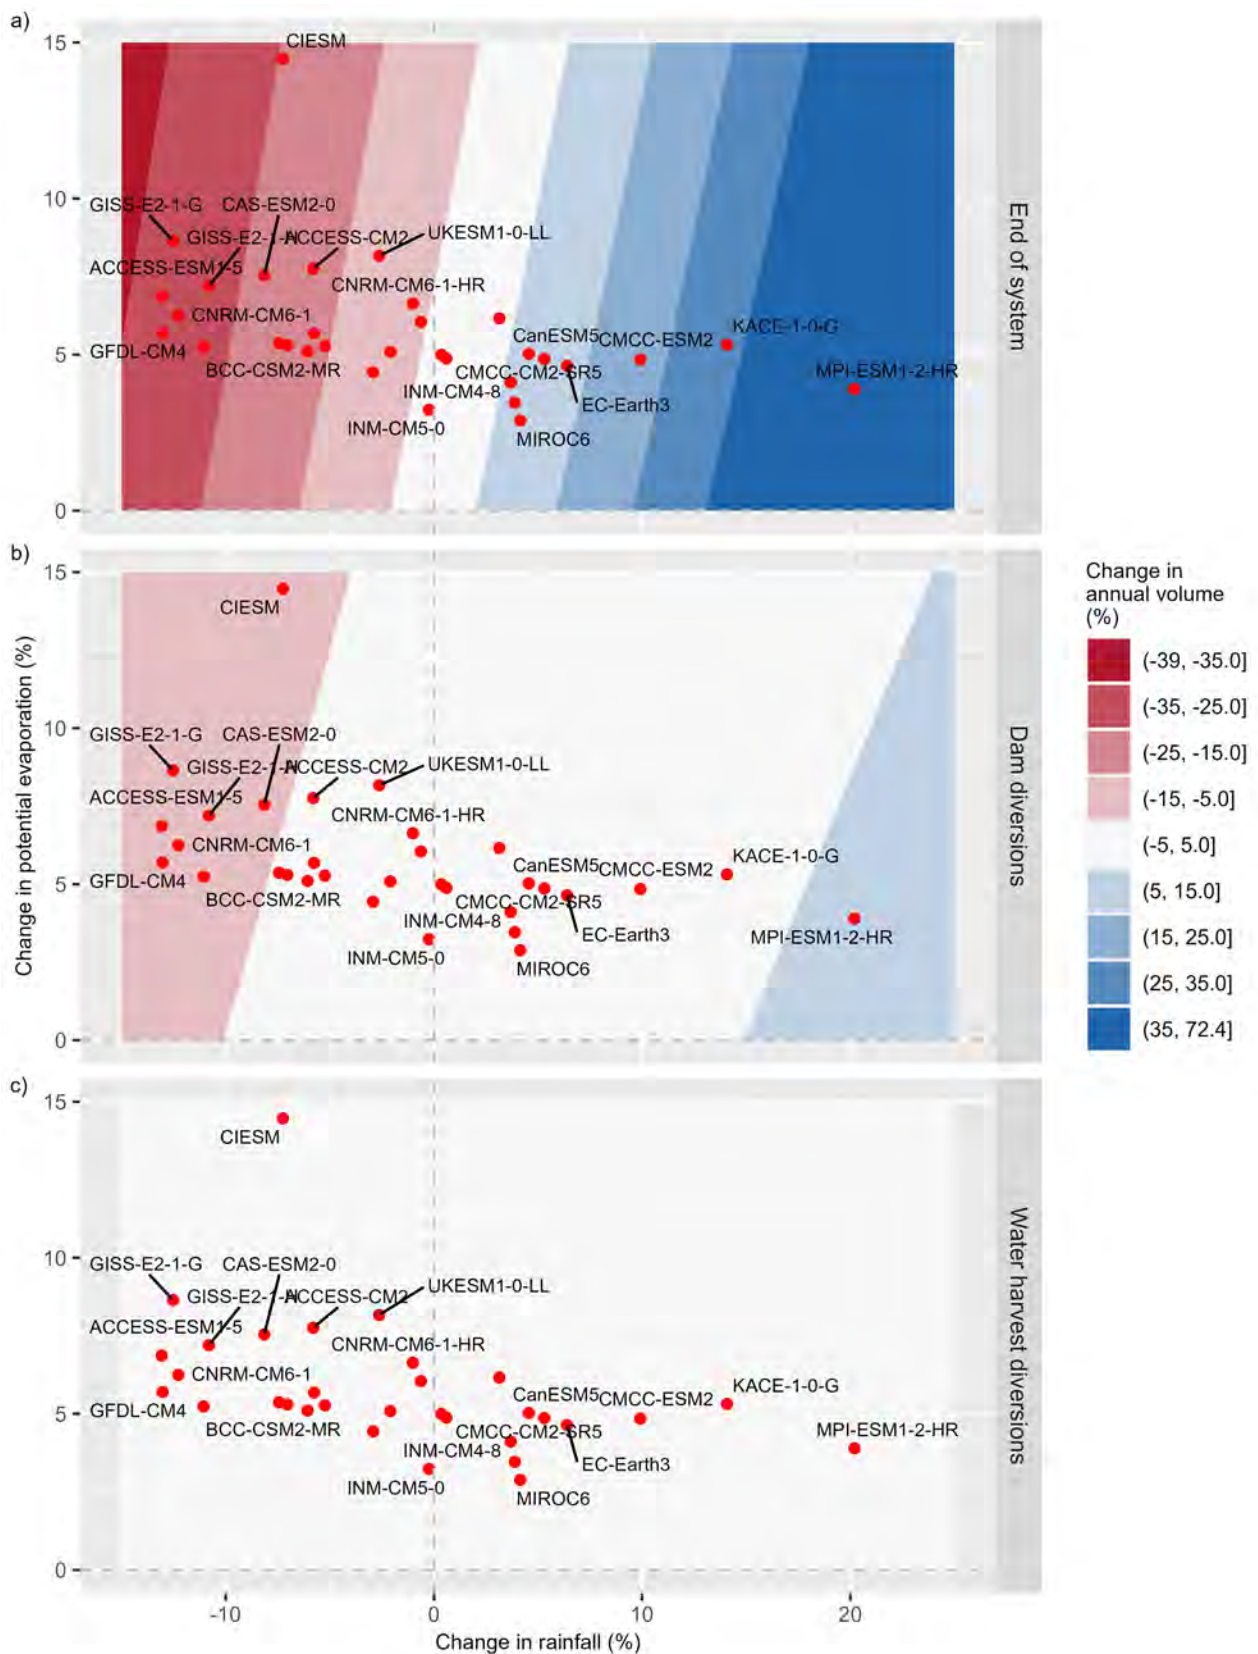 a)
15
10
5
0
CIESM
GISS-E2-1-G
CAS-ESM2-0
GISS-E2-1-H
ACCESS-CM2
UKESM1-0-LL
ACCESS-ESM1-5
CNRM-CM6-1-HR
CNRM-CM6-1
CanESM5
CMCC-ESM2
KACE-1-0-G
GFDL-CM4
BCC-CSM2-MR
CMCC-CM2-SR5
MPI-ESM1-2-HR
INM-CM4-8
EC-Earth3
INM-CM5-0
MIROC6
End of system
b)
15
10
5
0
Change in potential evaporation (%)
CIESM
GISS-E2-1-G
CAS-ESM2-0
GISS-E2-1-H
ACCESS-CM2
UKESM1-0-LL
ACCESS-ESM1-5
CNRM-CM6-1-HR
CNRM-CM6-1
CanESM5
CMCC-ESM2
KACE-1-0-G
GFDL-CM4
BCC-CSM2-MR
CMCC-CM2-SR5
INM-CM4-8
EC-Earth3
MPI-ESM1-2-HR
INM-CM5-0
MIROC6
Dam diversions
Change in
annual volume
(%)
(-39, -35.0]
(-35, -25.0]
(-25, -15.0]
(-15, -5.0]
(-5, 5.0]
(5, 15.0]
(15, 25.0]
(25, 35.0]
(35, 72.4]
c)
15
10
5
0
CIESM
GISS-E2-1-G
CAS-ESM2-0
GISS-E2-1-H
ACCESS-CM2
UKESM1-0-LL
ACCESS-ESM1-5
CNRM-CM6-1-HR
CNRM-CM6-1
CanESM5
CMCC-ESM2
KACE-1-0-G
GFDL-CM4
BCC-CSM2-MR
CMCC-CM2-SR5
MPI-ESM1-2-HR
INM-CM4-8
EC-Earth3
INM-CM5-0
MIROC6
Water harvest diversions
-10
0
10
20
Change in rainfall (%)